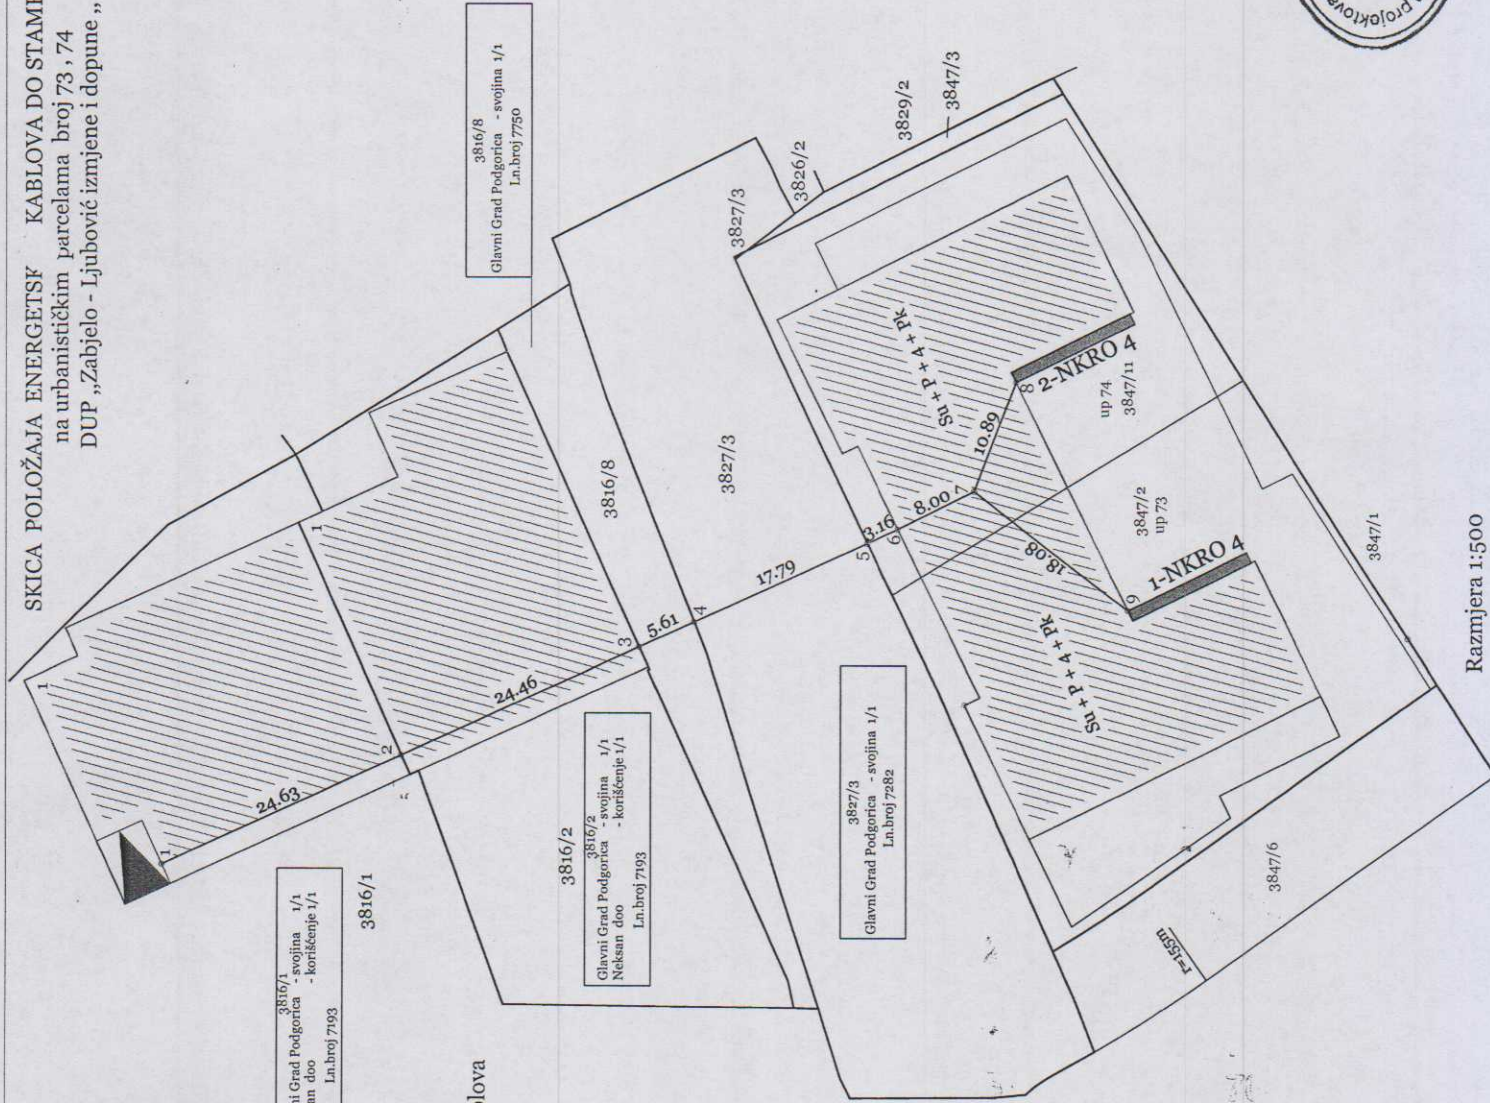 SKICA POLOŽAJA ENERGETSK KABLOVA DO STAMB
na urbanističkim parcelama broj 73 , 74
DUP „Zabjelo - Ljubović izmjene i dopune „
projektova
3816/8
Glavni Grad Podgorica - svojina 1/1
Ln.broj 7750
3829/2
3847/3
3826/2
3827/3
1
1
3816/8
3827/3
Su + P + 4 + Pk
2-NKRO 4
8
up 74
3847/11
10.89
8.00
3.16
5
6
17.79
4
5.61
3
24.46
2
24.63
1
18.08
3847/2
up 73
1-NKRO 4
9
Su + P + 4 + Pk
3847/1
3816/1
Glavni Grad Podgorica - svojina 1/1
doo - korišćenje 1/1
Ln.broj 7193
3816/1
3816/2
3816/2
Glavni Grad Podgorica - svojina 1/1
Neksan doo - korišćenje 1/1
Ln.broj 7193
3827/3
Glavni Grad Podgorica - svojina 1/1
Ln.broj 7282
3847/6
r=155m
Razmjera 1:500